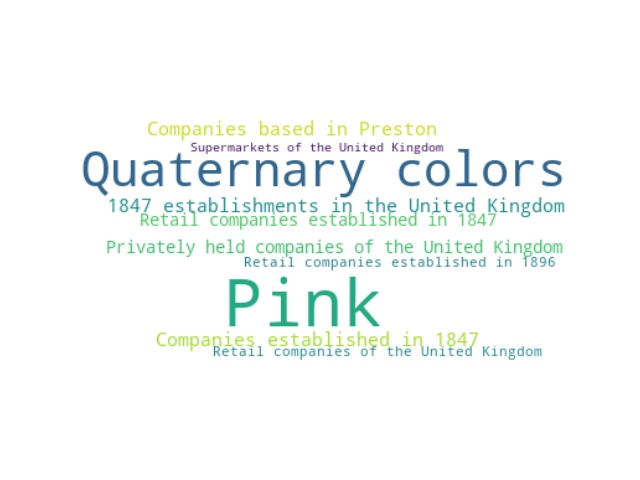 Companies based in Preston
Supermarkets of the United Kingdom
Quaternary colors
1847 establishments in the United Kingdom
Retail companies established in 1847
Privately held companies of the United Kingdom
Retail companies established in 1896
Pink
Companies established in 1847
Retail companies of the United Kingdom